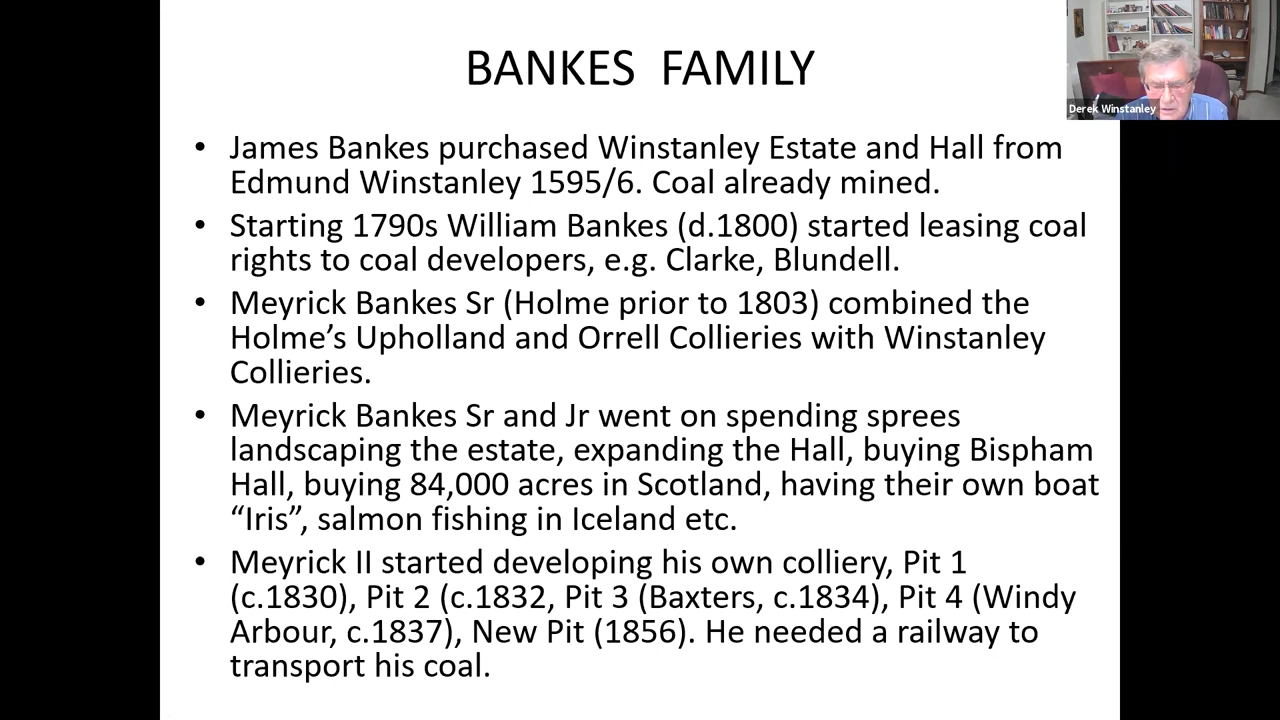 BANKES FAMILY
Derek Winstanley
• James Bankes purchased Winstanley Estate and Hall from
Edmund Winstanley 1595/6. Coal already mined.
• Starting 1790s William Bankes (d.1800) started leasing coal
rights to coal developers, e.g. Clarke, Blundell.
• Meyrick Bankes Sr (Holme prior to 1803) combined the
Holme’s Upholland and Orrell Collieries with Winstanley
Collieries.
• Meyrick Bankes Sr and Jr went on spending sprees
landscaping the estate, expanding the Hall, buying Bispham
Hall, buying 84,000 acres in Scotland, having their own boat
“Iris”, salmon fishing in Iceland etc.
• Meyrick II started developing his own colliery, Pit 1
(c.1830), Pit 2 (c.1832, Pit 3 (Baxters, c.1834), Pit 4 (Windy
Arbour, c.1837), New Pit (1856). He needed a railway to
transport his coal.